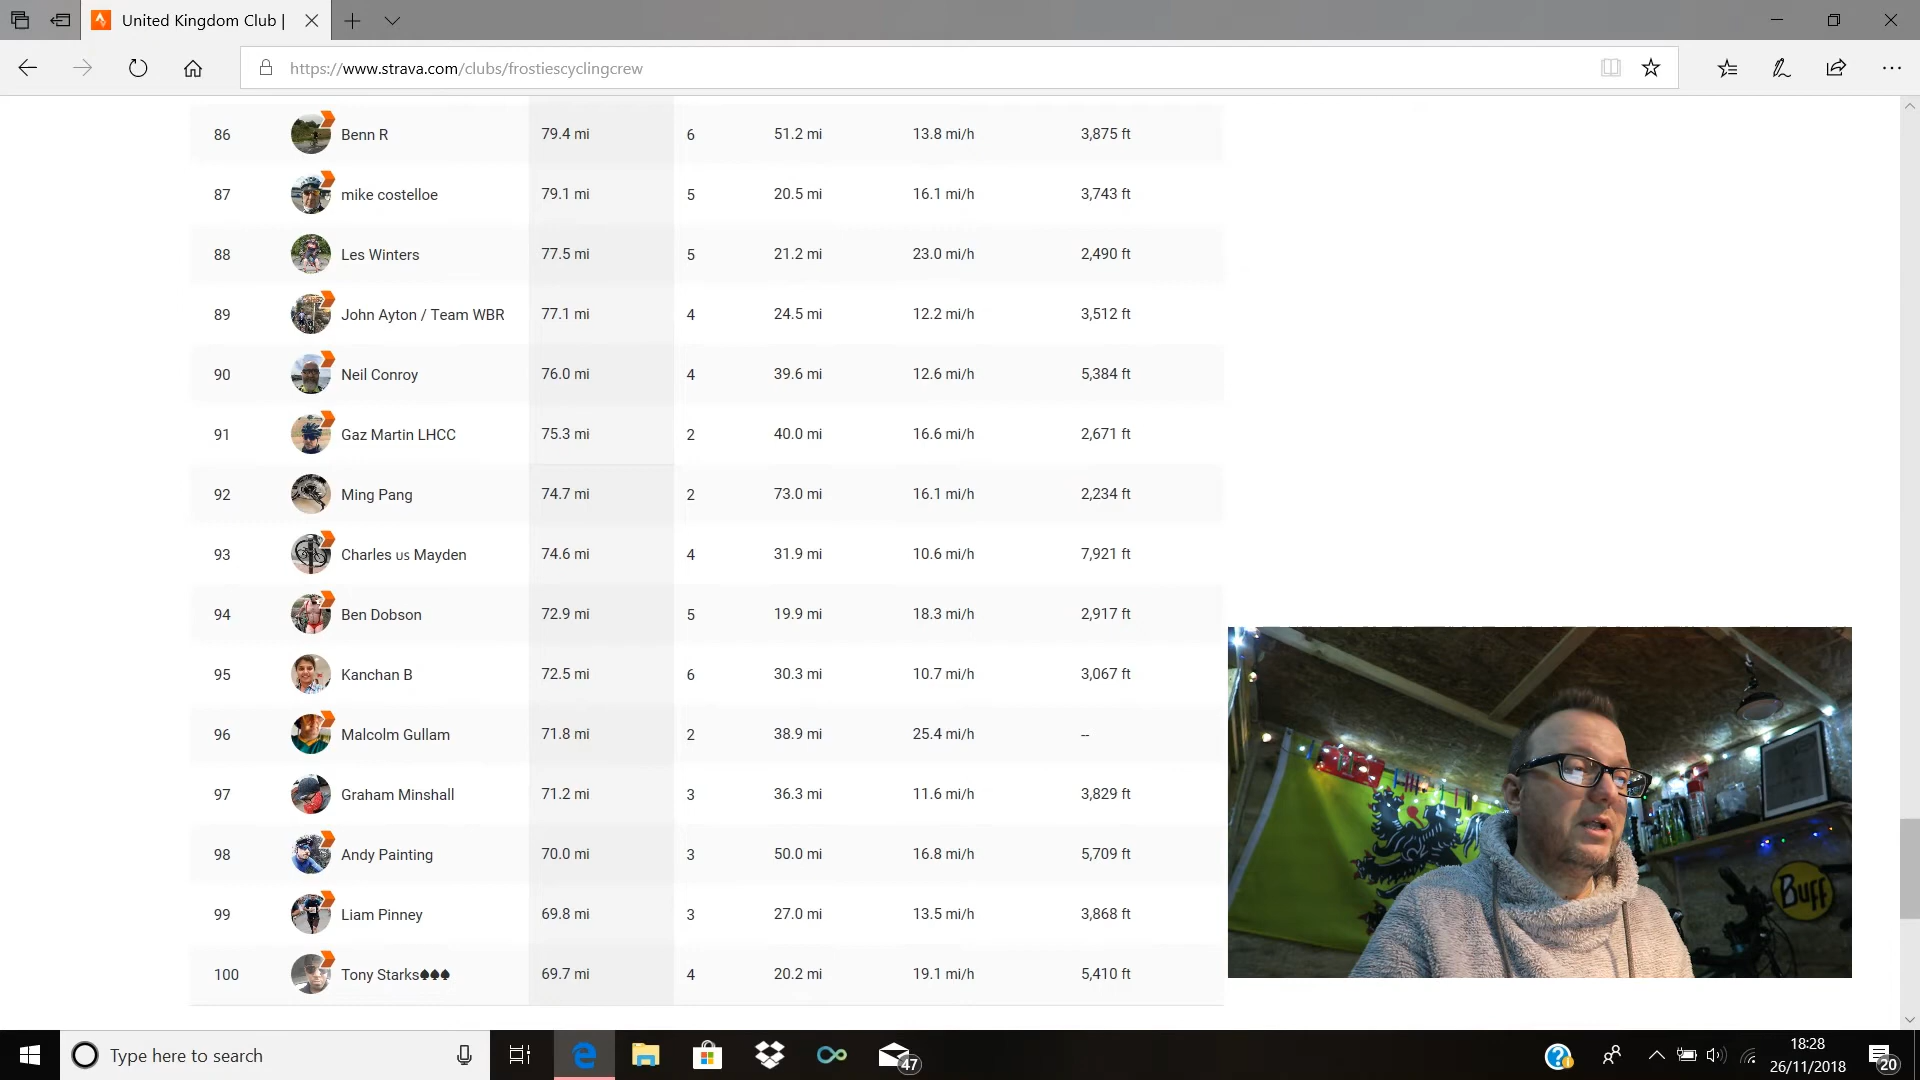 United Kingdom Club |
https://www.strava.com/clubs/frostiescyclingcrew
86 Benn R 79.4 mi 6 51.2 mi 13.8 mi/h 3,875 ft
87 mike costelloe 79.1 mi 5 20.5 mi 16.1 mi/h 3,743 ft
88 Les Winters 77.5 mi 5 21.2 mi 23.0 mi/h 2,490 ft
89 John Ayton / Team WBR 77.1 mi 4 24.5 mi 12.2 mi/h 3,512 ft
90 Neil Conroy 76.0 mi 4 39.6 mi 12.6 mi/h 5,384 ft
91 Gaz Martin LHCC 75.3 mi 2 40.0 mi 16.6 mi/h 2,671 ft
92 Ming Pang 74.7 mi 2 73.0 mi 16.1 mi/h 2,234 ft
93 Charles us Mayden 74.6 mi 4 31.9 mi 10.6 mi/h 7,921 ft
94 Ben Dobson 72.9 mi 5 19.9 mi 18.3 mi/h 2,917 ft
95 Kanchan B 72.5 mi 6 30.3 mi 10.7 mi/h 3,067 ft
96 Malcolm Gullam 71.8 mi 2 38.9 mi 25.4 mi/h --
97 Graham Minshall 71.2 mi 3 36.3 mi 11.6 mi/h 3,829 ft
98 Andy Painting 70.0 mi 3 50.0 mi 16.8 mi/h 5,709 ft
99 Liam Pinney 69.8 mi 3 27.0 mi 13.5 mi/h 3,868 ft
100 Tony Starks♠♠♠ 69.7 mi 4 20.2 mi 19.1 mi/h 5,410 ft
BUFF
Type here to search
47
18:28
26/11/2018
20